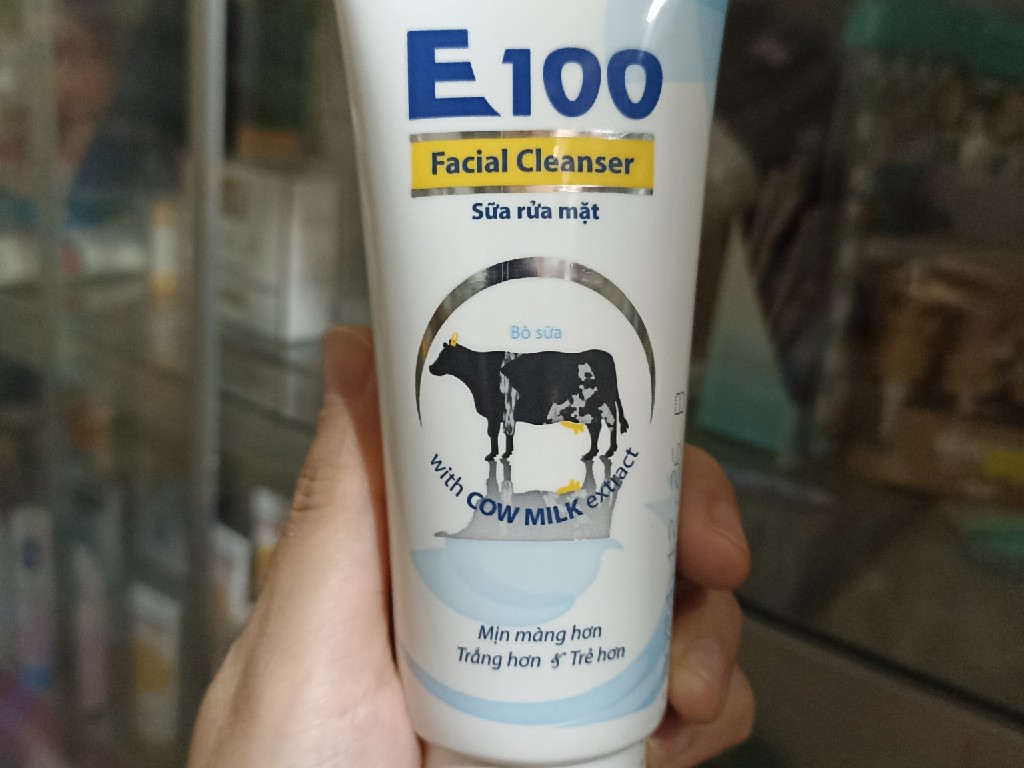 E100
Facial Cleanser
Sữa rửa mặt
Bò sữa
with COW MILK extract
Mịn màng hơn
Trắng hơn & Trẻ hơn